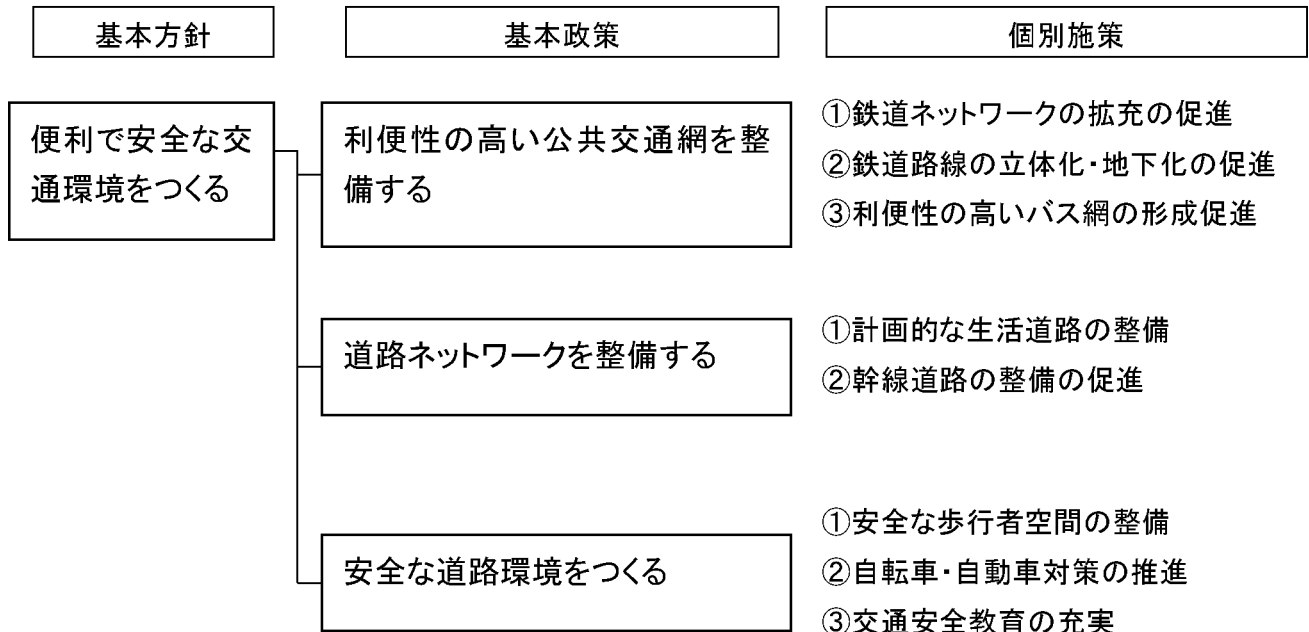 基本方針
基本政策
個別施策
便利で安全な交
通環境をつくる
利便性の高い公共交通網を整
備する
①鉄道ネットワークの拡充の促進
②鉄道路線の立体化・地下化の促進
③利便性の高いバス網の形成促進
道路ネットワークを整備する
①計画的な生活道路の整備
②幹線道路の整備の促進
安全な道路環境をつくる
①安全な歩行者空間の整備
②自転車・自動車対策の推進
③交通安全教育の充実